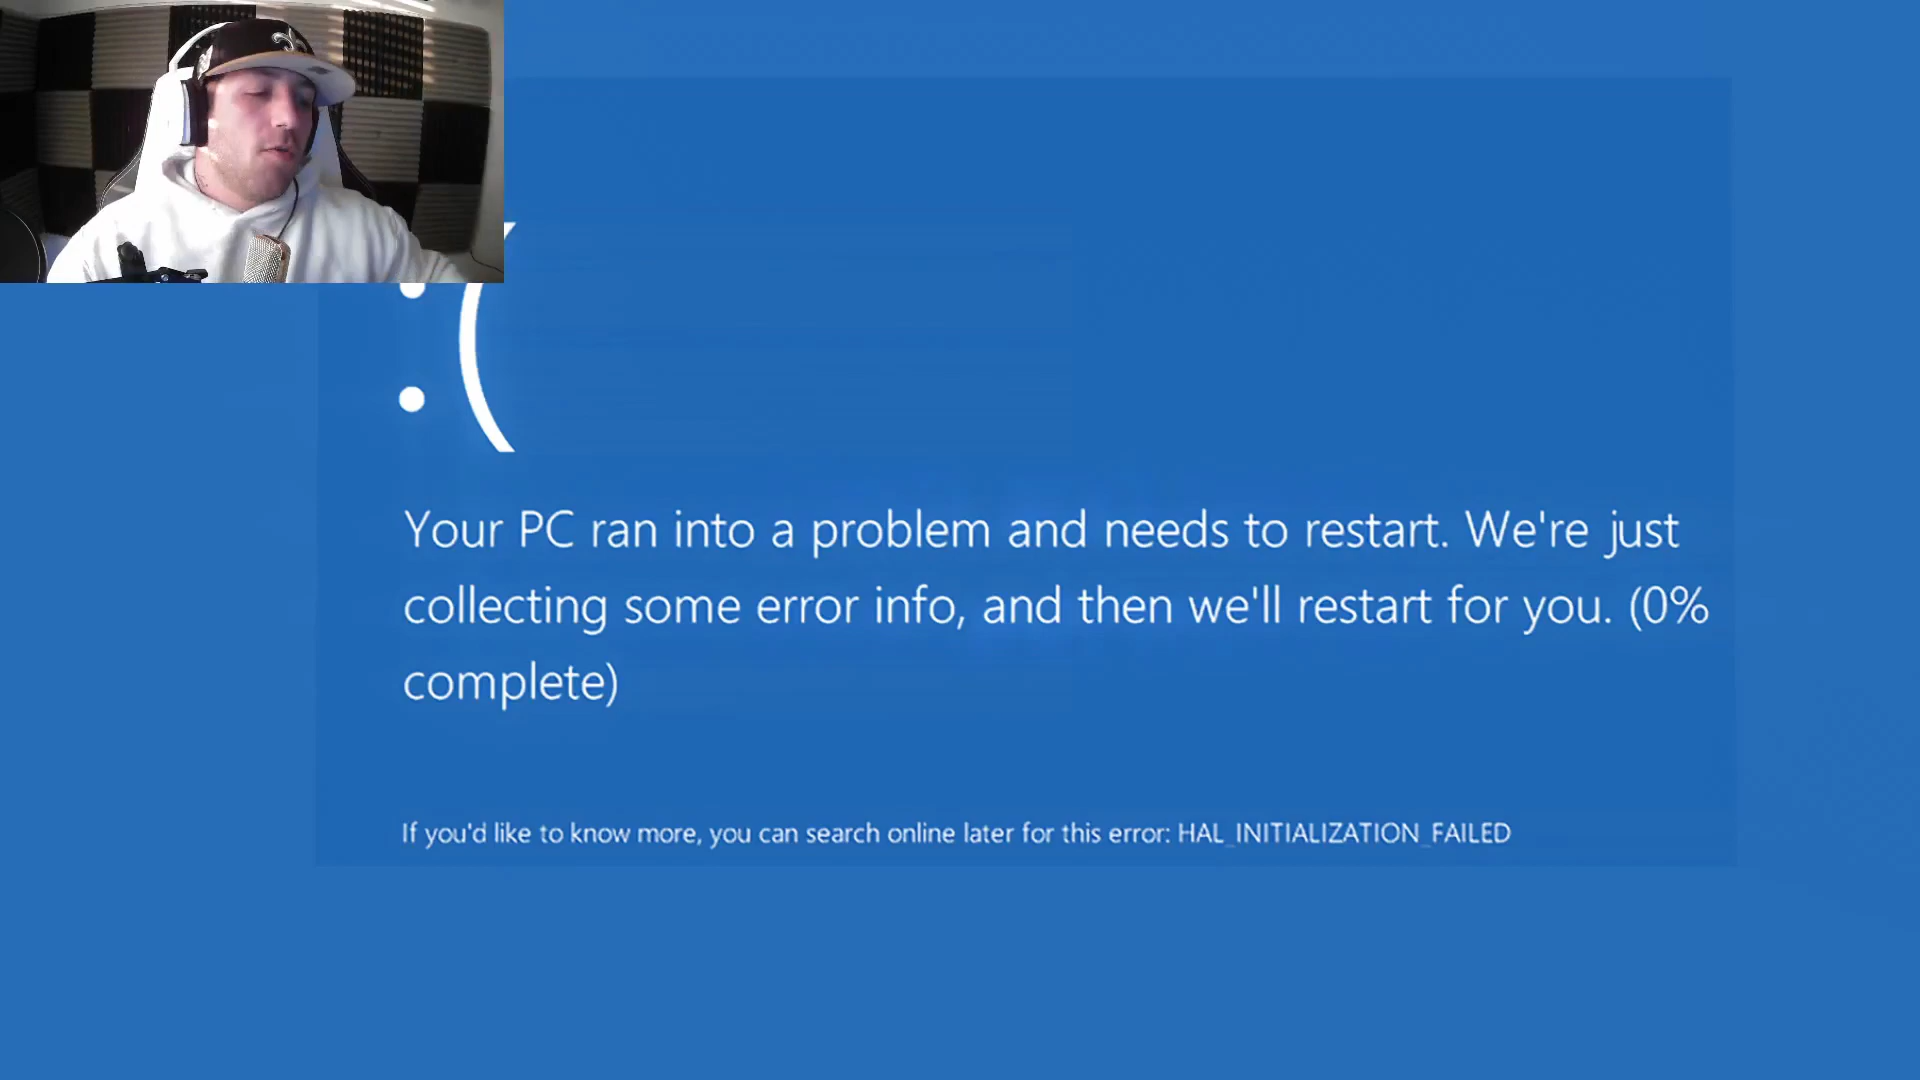 :(
Your PC ran into a problem and needs to restart. We're just
collecting some error info, and then we'll restart for you. (0%
complete)
If you'd like to know more, you can search online later for this error: HAL_INITIALIZATION_FAILED